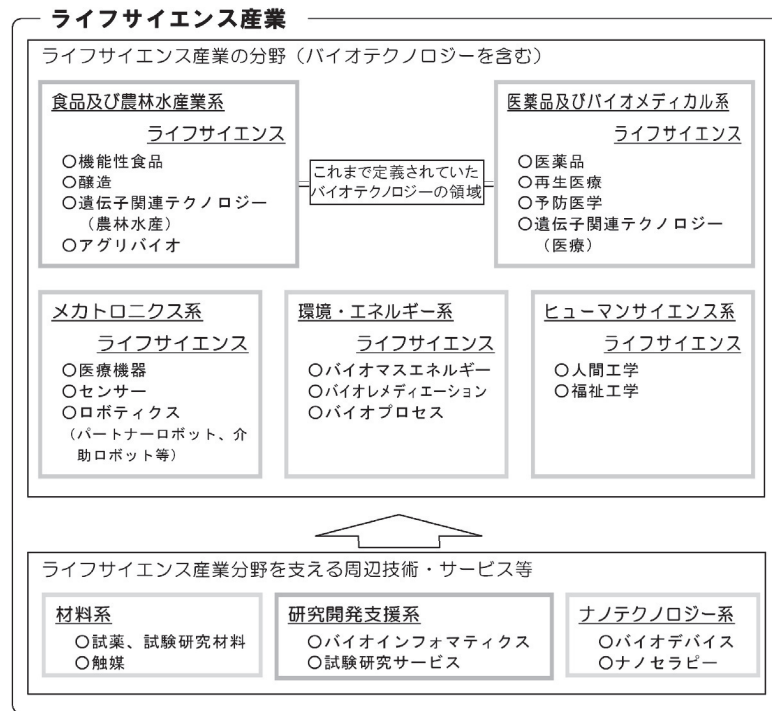 ライフサイエンス産業
ライフサイエンス産業の分野（バイオテクノロジーを含む）
食品及び農林水産業系
ライフサイエンス
○機能性食品
○醸造
○遺伝子関連テクノロジー
（農林水産）
○アグリバイオ
これまで定義されていた
バイオテクノロジーの領域
医薬品及びバイオメディカル系
ライフサイエンス
○医薬品
○再生医療
○予防医学
○遺伝子関連テクノロジー
（医療）
メカトロニクス系
ライフサイエンス
○医療機器
○センサー
○ロボティクス
（パートナーロボット、介
助ロボット等）
環境・エネルギー系
ライフサイエンス
○バイオマスエネルギー
○バイオレメディエーション
○バイオプロセス
ヒューマンサイエンス系
ライフサイエンス
○人間工学
○福祉工学
ライフサイエンス産業分野を支える周辺技術・サービス等
材料系
○試薬、試験研究材料
○触媒
研究開発支援系
○バイオインフォマティクス
○試験研究サービス
ナノテクノロジー系
○バイオデバイス
○ナノセラピー